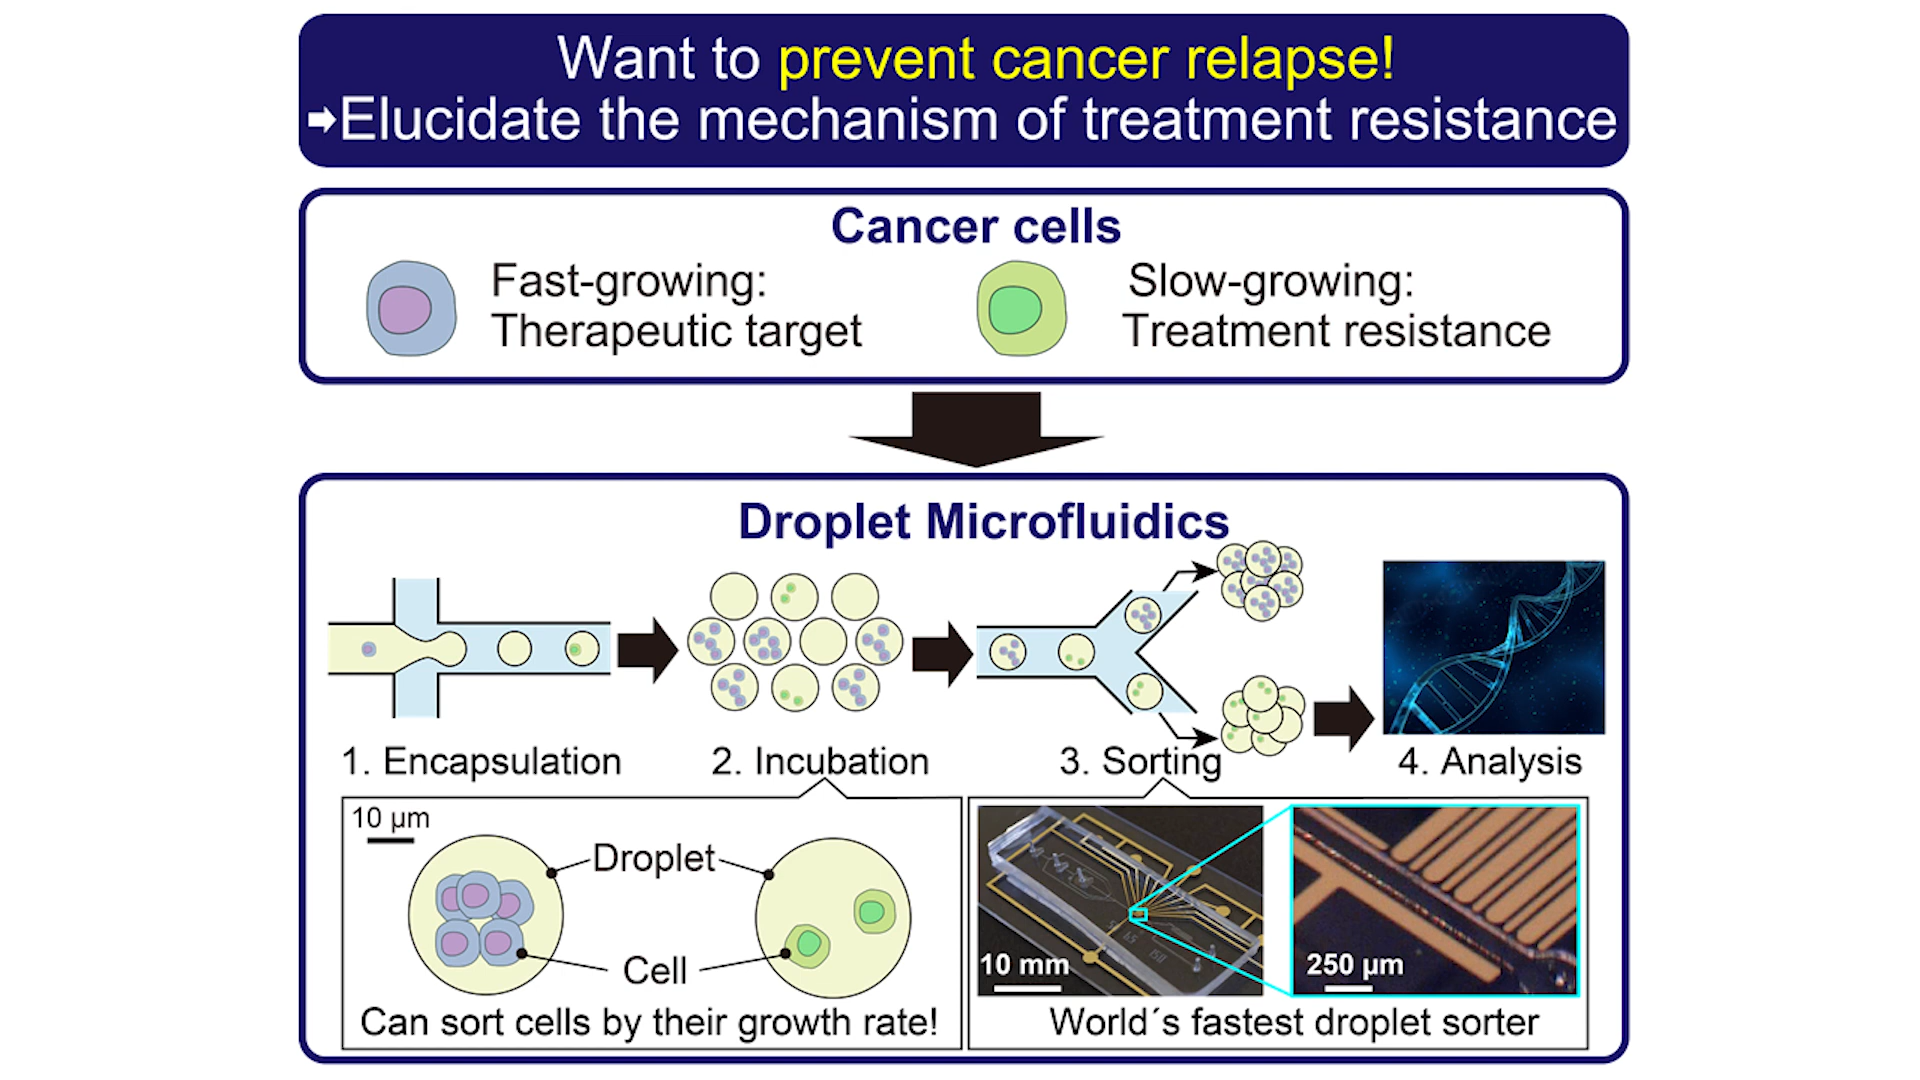 Want to prevent cancer relapse!
➡Elucidate the mechanism of treatment resistance
Cancer cells
Fast-growing:
Therapeutic target
Slow-growing:
Treatment resistance
Droplet Microfluidics
1. Encapsulation
2. Incubation
3. Sorting
4. Analysis
10 µm
Droplet
Cell
Can sort cells by their growth rate!
10 mm
250 µm
World´s fastest droplet sorter